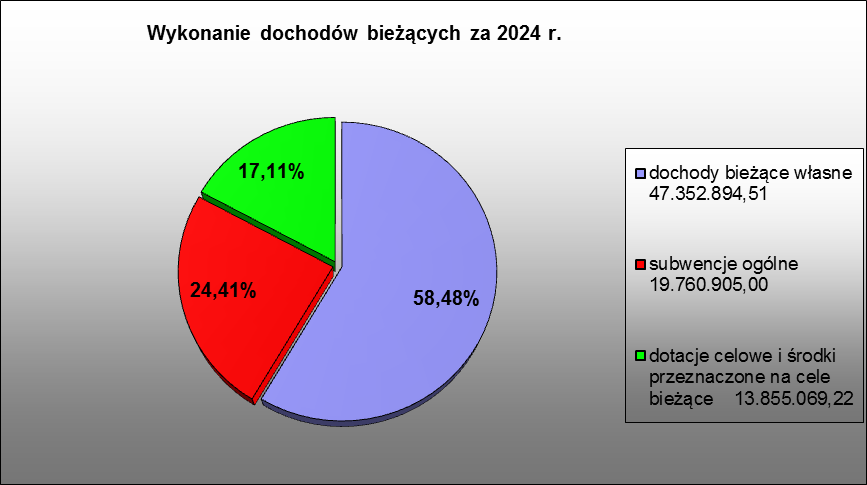 Wykonanie dochodów bieżących za 2024 r.
17,11%
24,41%
58,48%
dochody bieżące własne
47.352.894,51
subwencje ogólne
19.760.905,00
dotacje celowe i środki
przeznaczone na cele
bieżące 13.855.069,22